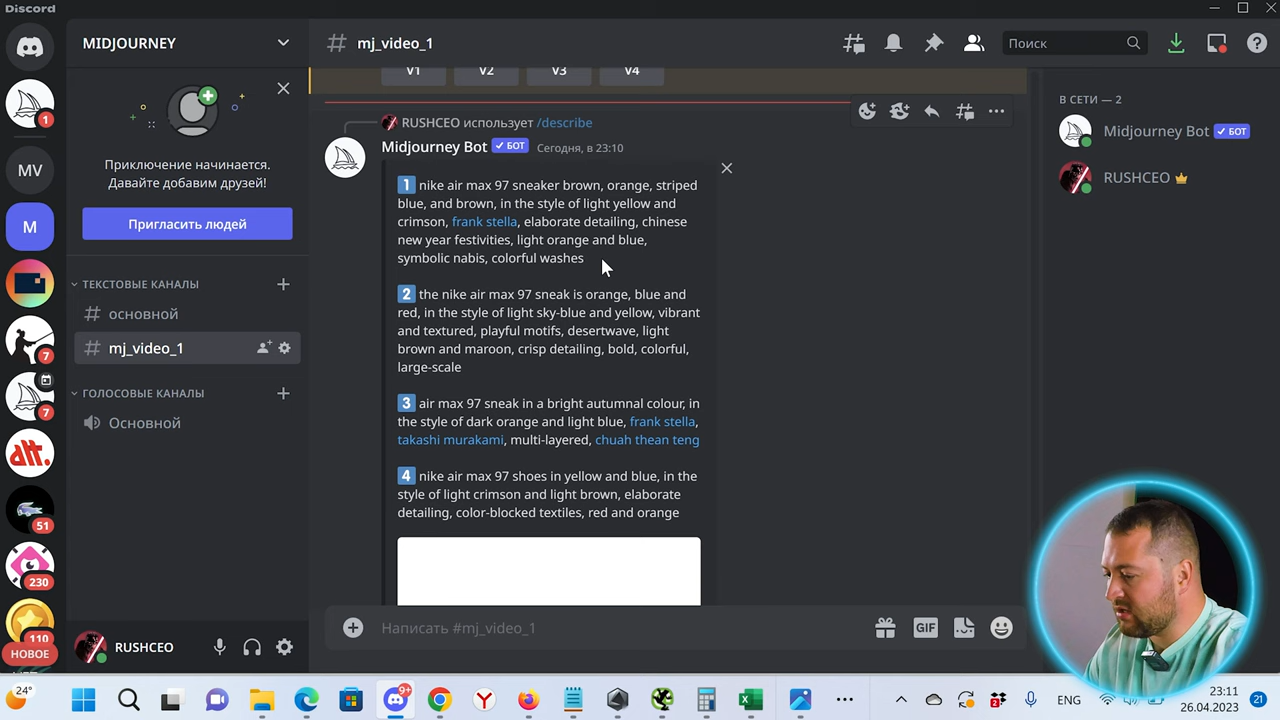 Discord
MIDJOURNEY
mj_video_1
Поиск
V1 V2 V3 V4
1
RUSHCEO использует /describe
Midjourney Bot ✓ БОТ Сегодня, в 23:10
1 nike air max 97 sneaker brown, orange, striped
blue, and brown, in the style of light yellow and
crimson, frank stella, elaborate detailing, chinese
new year festivities, light orange and blue,
symbolic nabis, colorful washes
2 the nike air max 97 sneak is orange, blue and
red, in the style of light sky-blue and yellow, vibrant
and textured, playful motifs, desertwave, light
brown and maroon, crisp detailing, bold, colorful,
large-scale
3 air max 97 sneak in a bright autumnal colour, in
the style of dark orange and light blue, frank stella,
takashi murakami, multi-layered, chuah thean teng
4 nike air max 97 shoes in yellow and blue, in the
style of light crimson and light brown, elaborate
detailing, color-blocked textiles, red and orange
Написать #mj_video_1
GIF
Приключение начинается.
Давайте добавим друзей!
Пригласить людей
ТЕКСТОВЫЕ КАНАЛЫ
основной
mj_video_1
ГОЛОСОВЫЕ КАНАЛЫ
Основной
RUSHCEO
В СЕТИ — 2
Midjourney Bot ✓ БОТ
RUSHCEO
MV
M
7
7
alt.
51
230
110
НОВОЕ
24°
9+
2
ENG
23:11
26.04.2023
21